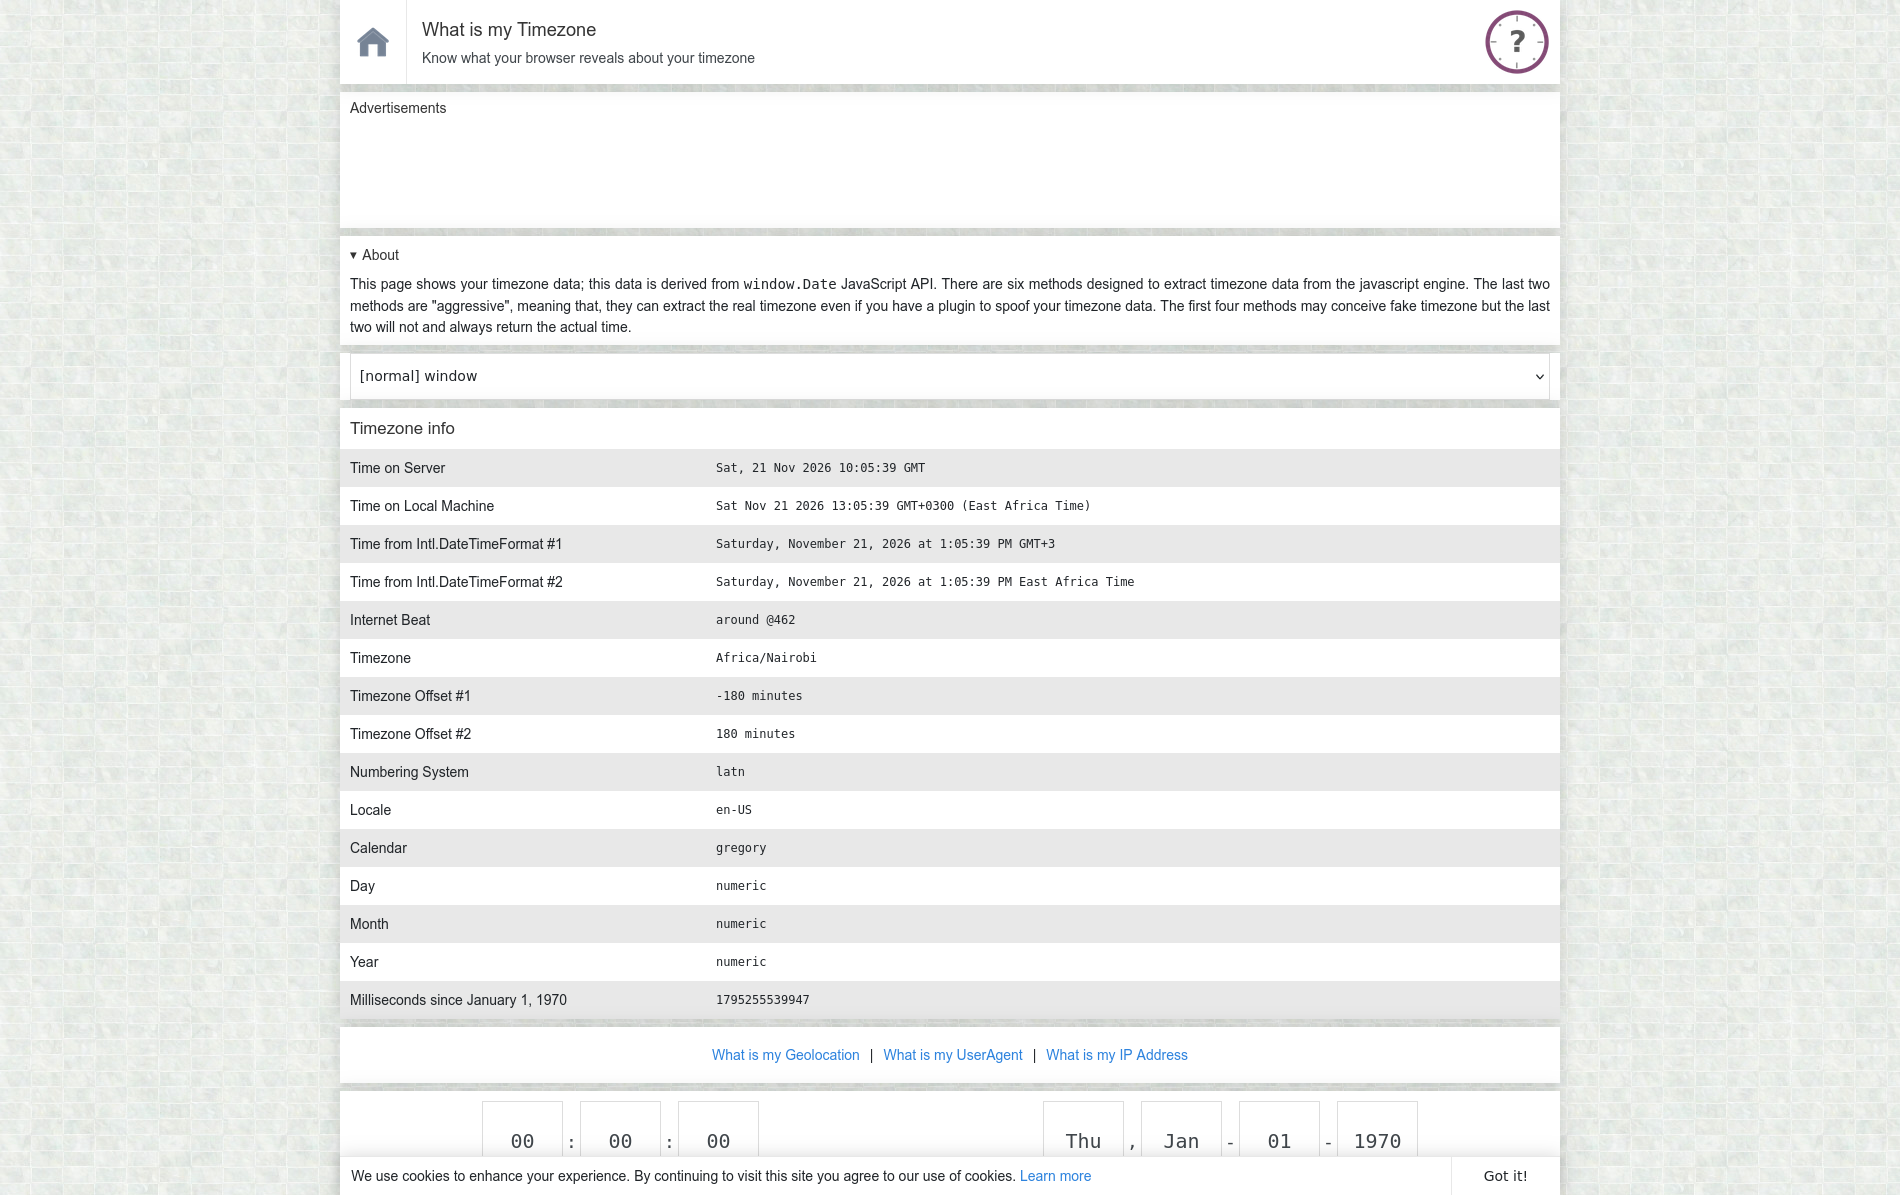 What is my Timezone
Know what your browser reveals about your timezone
?
Advertisements
▾ About
This page shows your timezone data; this data is derived from window.Date JavaScript API. There are six methods designed to extract timezone data from the javascript engine. The last two
methods are "aggressive", meaning that, they can extract the real timezone even if you have a plugin to spoof your timezone data. The first four methods may conceive fake timezone but the last
two will not and always return the actual time.
[normal] window
Timezone info
Time on Server Sat, 21 Nov 2026 10:05:39 GMT
Time on Local Machine Sat Nov 21 2026 13:05:39 GMT+0300 (East Africa Time)
Time from Intl.DateTimeFormat #1 Saturday, November 21, 2026 at 1:05:39 PM GMT+3
Time from Intl.DateTimeFormat #2 Saturday, November 21, 2026 at 1:05:39 PM East Africa Time
Internet Beat around @462
Timezone Africa/Nairobi
Timezone Offset #1 -180 minutes
Timezone Offset #2 180 minutes
Numbering System latn
Locale en-US
Calendar gregory
Day numeric
Month numeric
Year numeric
Milliseconds since January 1, 1970 1795255539947
What is my Geolocation | What is my UserAgent | What is my IP Address
00 : 00 : 00 Thu , Jan - 01 - 1970
We use cookies to enhance your experience. By continuing to visit this site you agree to our use of cookies. Learn more Got it!